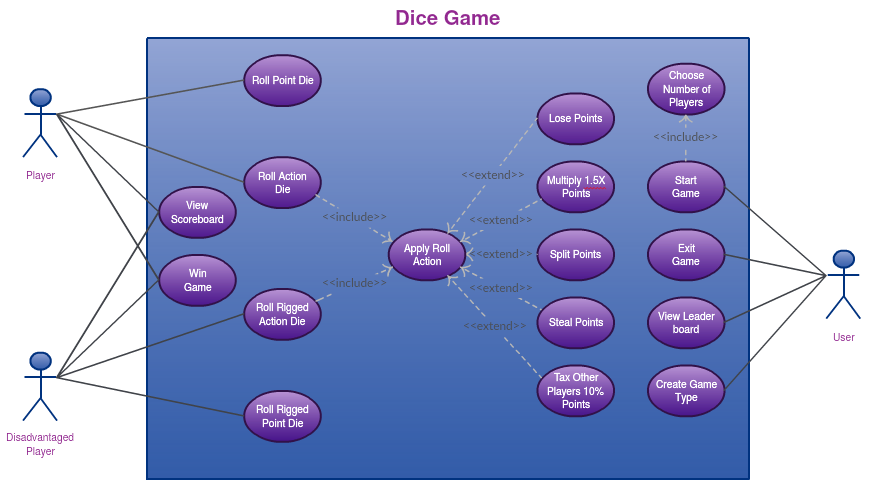 Dice Game
Roll Point Die
Choose
Number of
Players
Lose Points
<<include>>
Player
Roll Action
Die
<<extend>>
Multiply 1.5X
Points
Start
Game
View
Scoreboard
<<include>>
<<extend>>
Apply Roll
Action
<<extend>>
Split Points
Exit
Game
Win
Game
<<include>>
<<extend>>
Roll Rigged
Action Die
<<extend>>
Steal Points
View Leader
board
User
Tax Other
Players 10%
Points
Create Game
Type
Roll Rigged
Point Die
Disadvantaged
Player